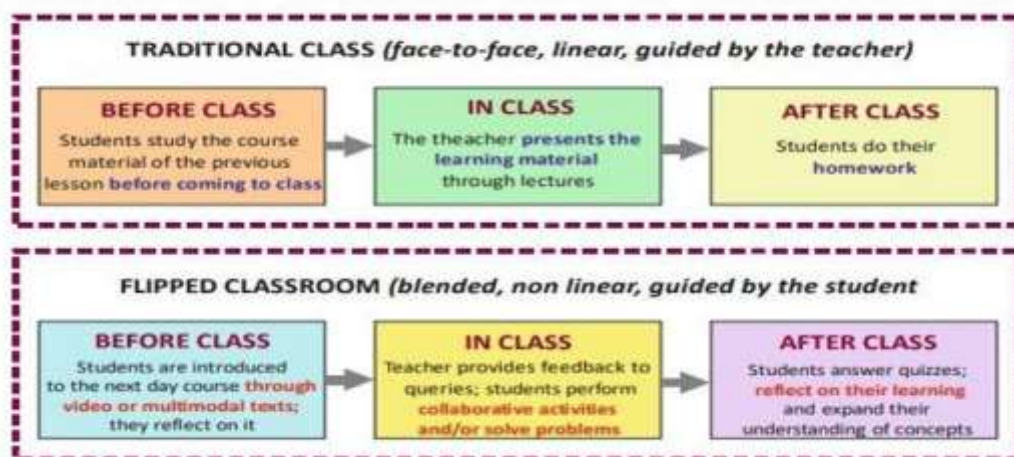 TRADITIONAL CLASS (face-to-face, linear, guided by the teacher)
BEFORE CLASS
Students study the course
material of the previous
lesson before coming to class
IN CLASS
The theacher presents the
learning material
through lectures
AFTER CLASS
Students do their
homework
FLIPPED CLASSROOM (blended, non linear, guided by the student
BEFORE CLASS
Students are introduced
to the next day course through
video or multimodal texts;
they reflect on it
IN CLASS
Teacher provides feedback to
queries; students perform
collaborative activities
and/or solve problems
AFTER CLASS
Students answer quizzes;
reflect on their learning
and expand their
understanding of concepts